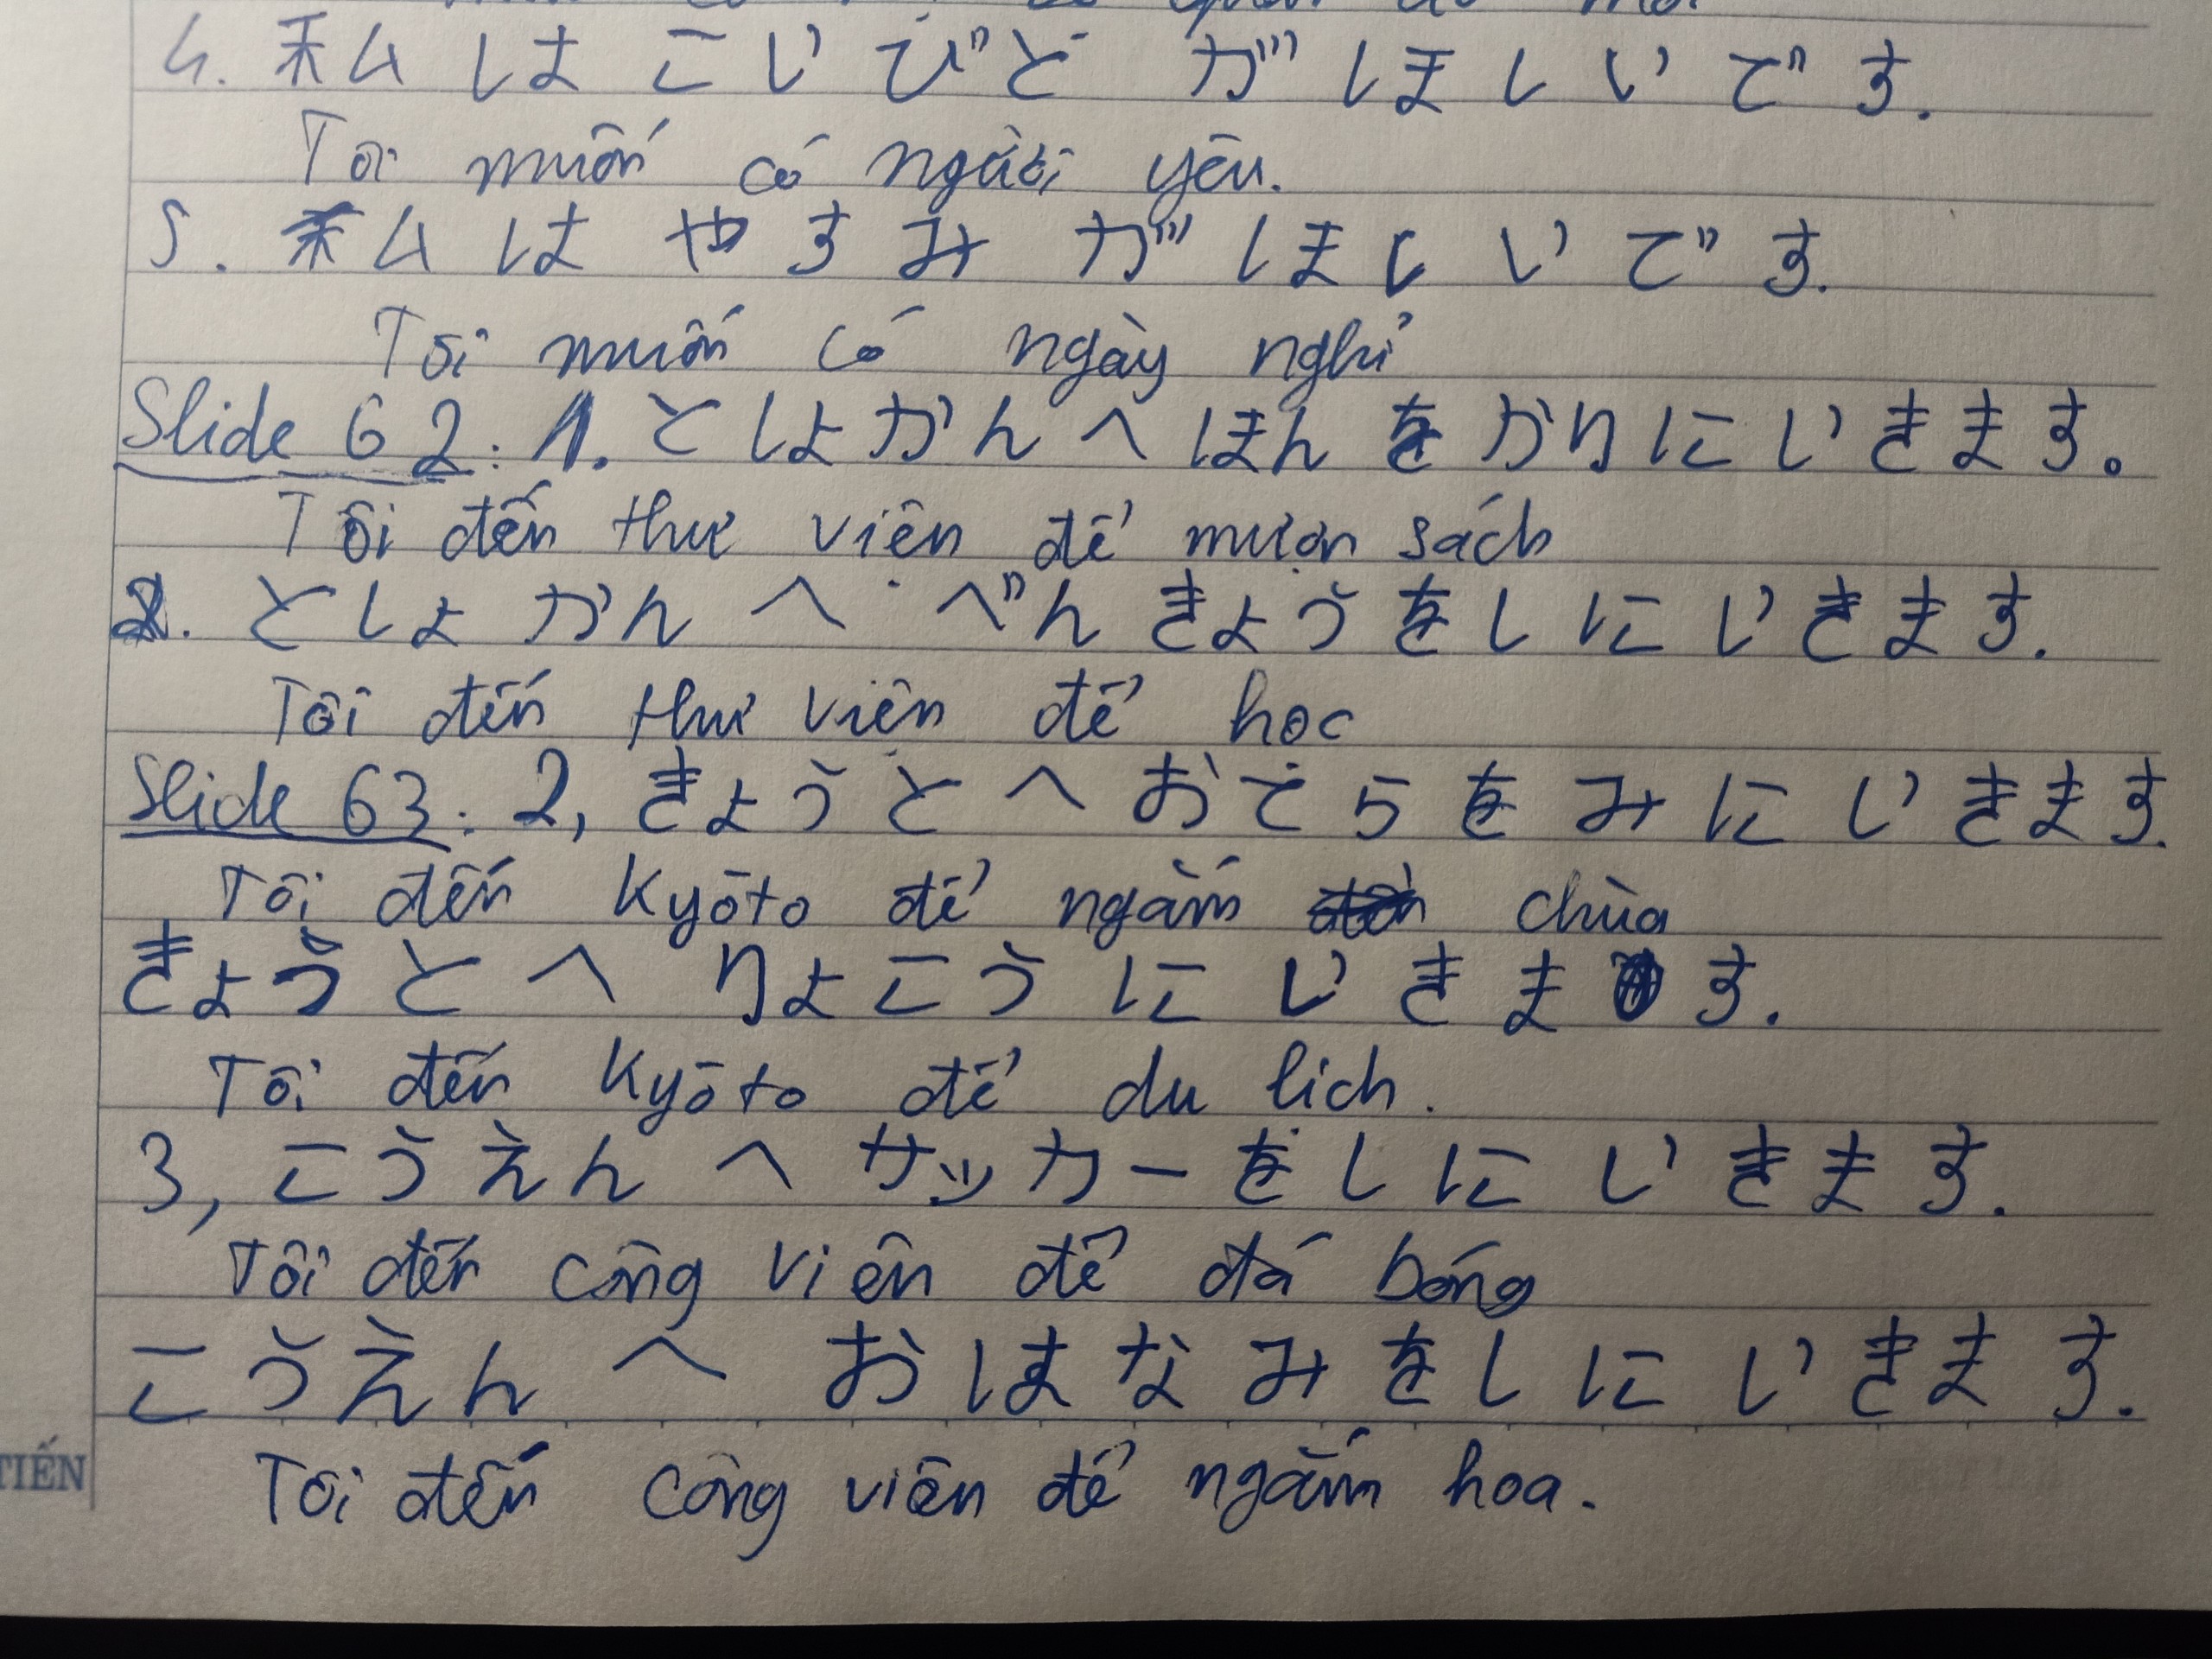 4. 私はこいびとがほしいです.
Tôi muốn có người yêu.
5. 私はやすみがほしいです.
Tôi muốn có ngày nghỉ
Slide 62: 1. としょかんへほんをかりにいきます。
Tôi đến thư viện để mượn sách
2. としょかんへべんきょうをしにいきます.
Tôi đến thư viện để học
Slide 63: 2, きょうとへおてらをみにいきます.
Tôi đến Kyōto để ngắm chùa
きょうとへりょこうにいきます.
Tôi đến Kyōto để du lich.
3, こうえんへサッカーをしにいきます.
Tôi đến công viên để đá bóng
こうえんへおはなみをしにいきます.
TIẾN
Tôi đến công viên để ngắm hoa.